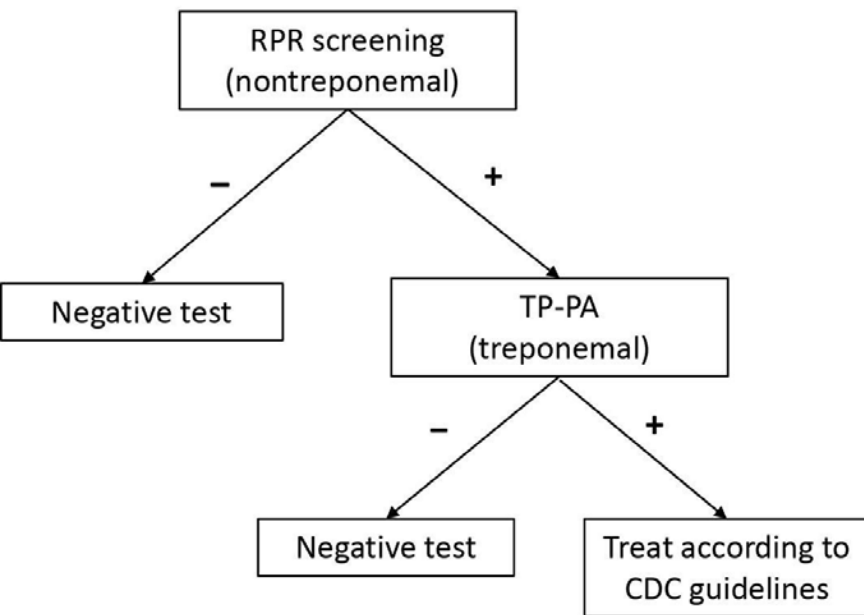 RPR screening
(nontreponemal)
–
+
Negative test
TP-PA
(treponemal)
–
+
Negative test
Treat according to
CDC guidelines